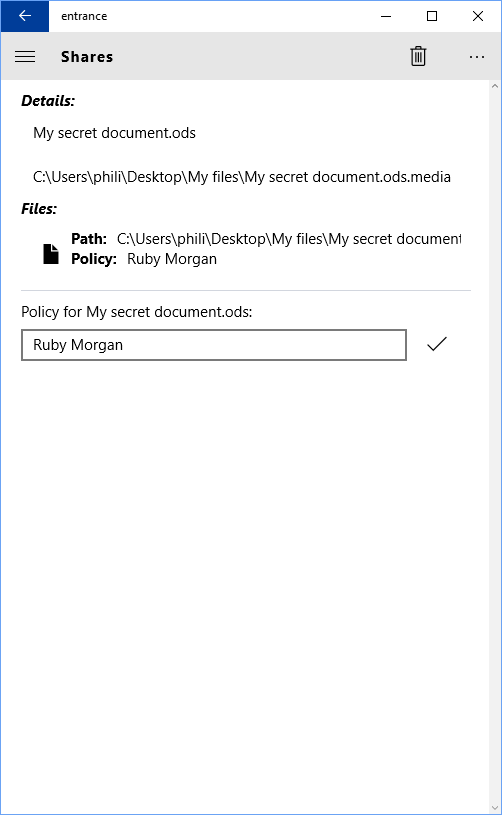 entrance
Shares
Details:
My secret document.ods
C:\Users\phili\Desktop\My files\My secret document.ods.media
Files:
Path: C:\Users\phili\Desktop\My files\My secret document
Policy: Ruby Morgan
Policy for My secret document.ods:
Ruby Morgan